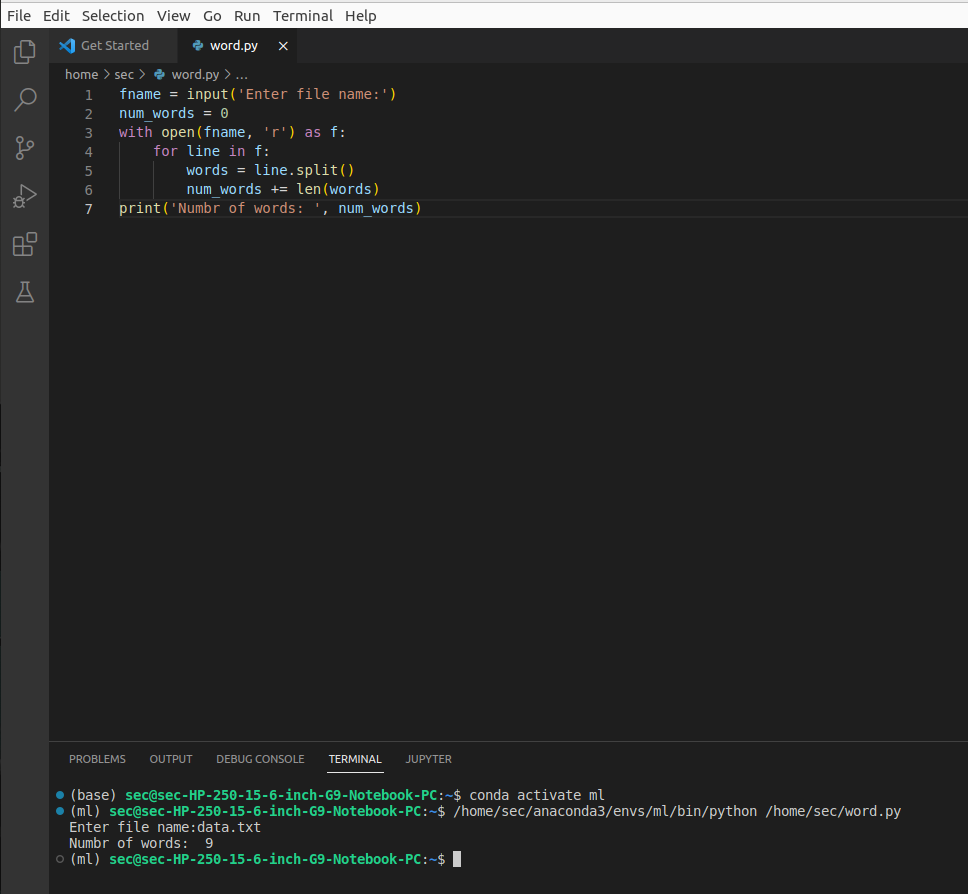 File Edit Selection View Go Run Terminal Help
Get Started word.py
home > sec > word.py > ...
1 fname = input('Enter file name:')
2 num_words = 0
3 with open(fname, 'r') as f:
4     for line in f:
5         words = line.split()
6         num_words += len(words)
7 print('Numbr of words: ', num_words)
PROBLEMS OUTPUT DEBUG CONSOLE TERMINAL JUPYTER
(base) sec@sec-HP-250-15-6-inch-G9-Notebook-PC:~$ conda activate ml
(ml) sec@sec-HP-250-15-6-inch-G9-Notebook-PC:~$ /home/sec/anaconda3/envs/ml/bin/python /home/sec/word.py
Enter file name:data.txt
Numbr of words:  9
(ml) sec@sec-HP-250-15-6-inch-G9-Notebook-PC:~$